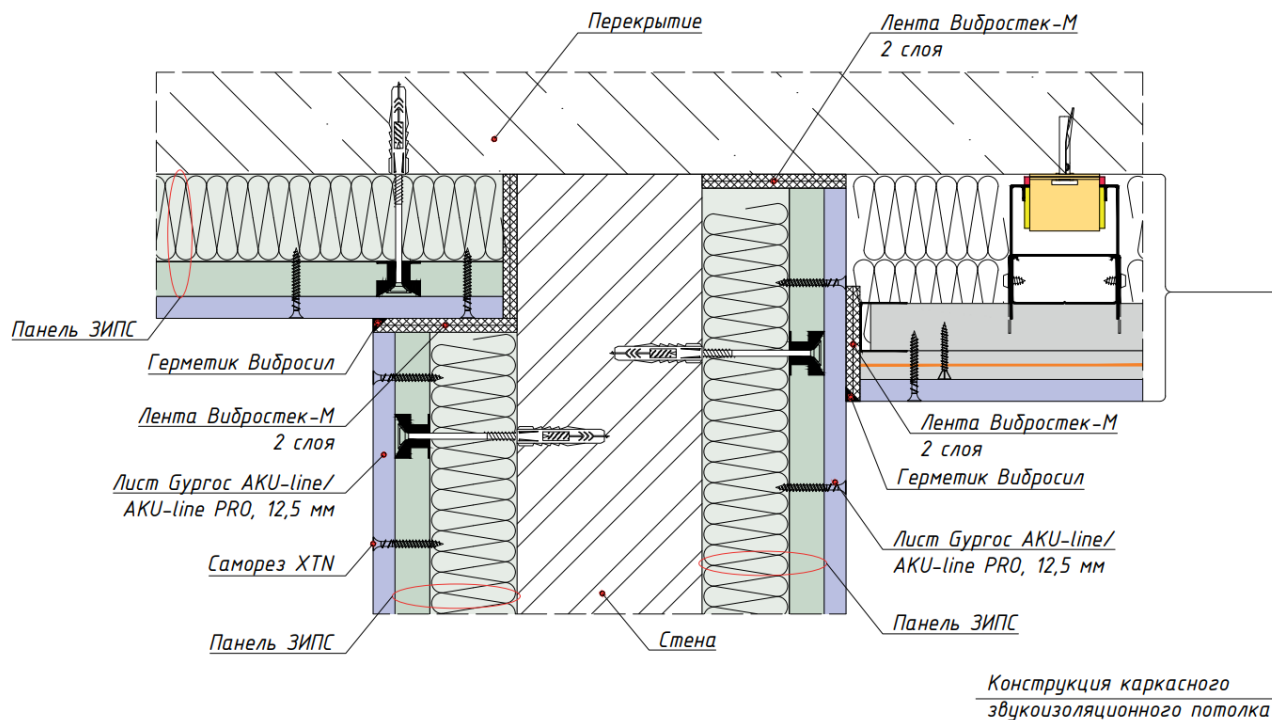 Перекрытие
Лента Вибростек-М
2 слоя
Панель ЗИПС
Герметик Вибросил
Лента Вибростек-М
2 слоя
Лист Gyproc AKU-line/
AKU-line PRO, 12,5 мм
Саморез XTN
Панель ЗИПС
Стена
Лента Вибростек-М
2 слоя
Герметик Вибросил
Лист Gyproc AKU-line/
AKU-line PRO, 12,5 мм
Панель ЗИПС
Конструкция каркасного
звукоизоляционного потолка